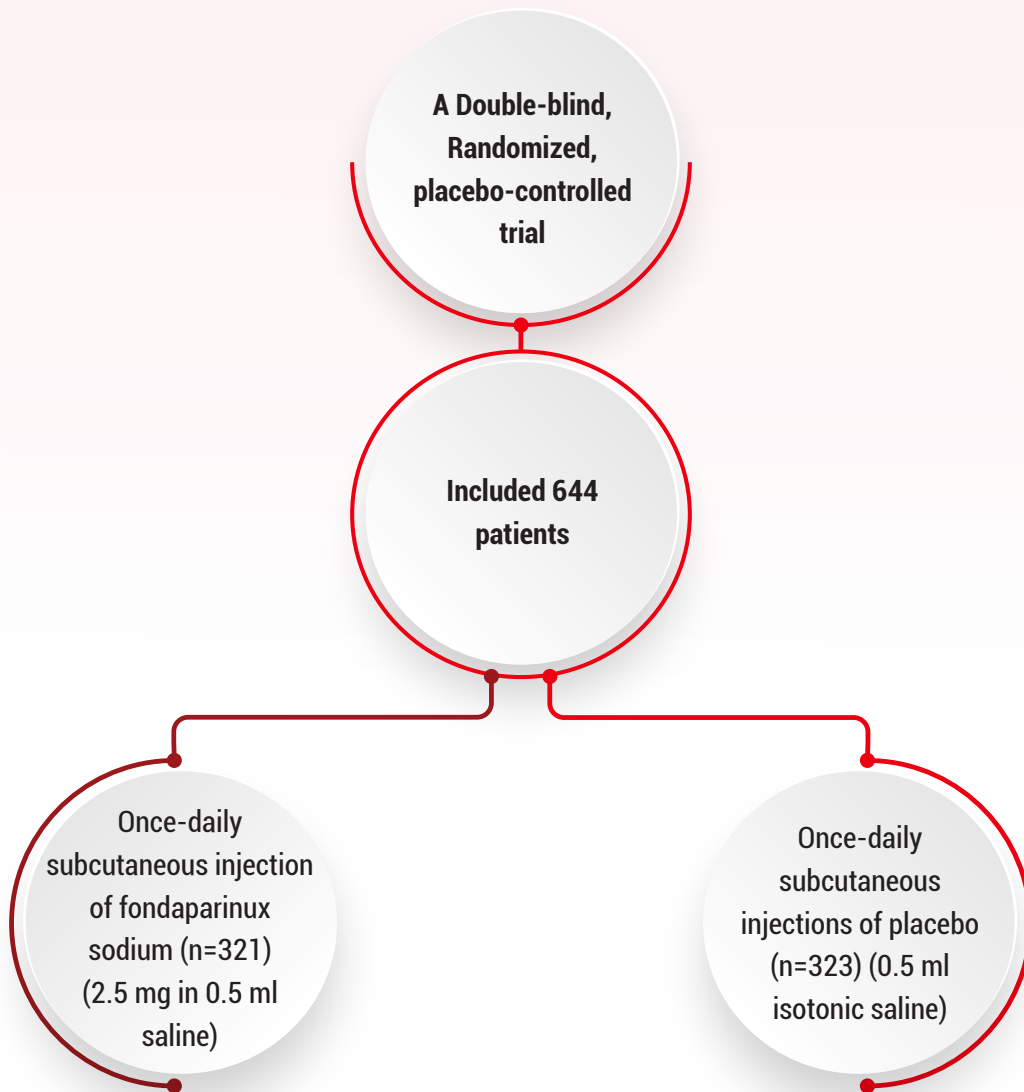 A Double-blind,
Randomized,
placebo-controlled
trial
Included 644
patients
Once-daily
subcutaneous injection
of fondaparinux
sodium (n=321)
(2.5 mg in 0.5 ml
saline)
Once-daily
subcutaneous
injections of placebo
(n=323) (0.5 ml
isotonic saline)